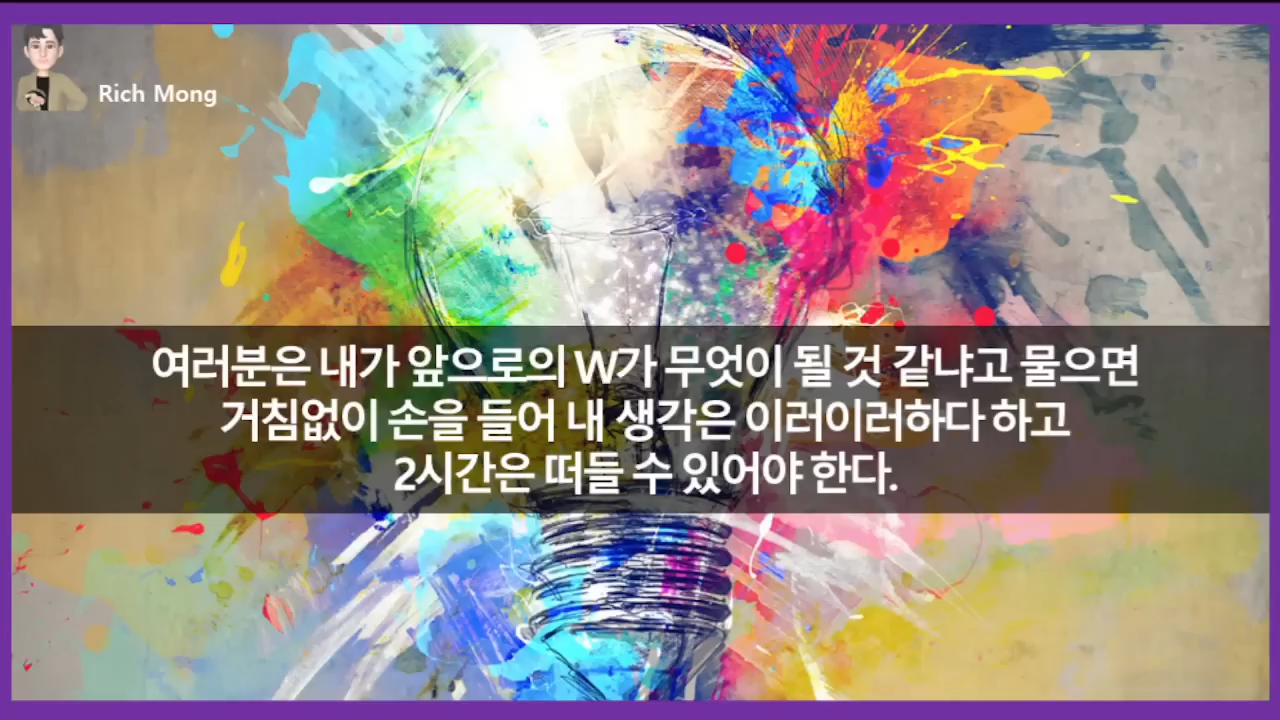 Rich Mong
여러분은 내가 앞으로의 W가 무엇이 될 것 같냐고 물으면
거침없이 손을 들어 내 생각은 이러이러하다 하고
2시간은 떠들 수 있어야 한다.